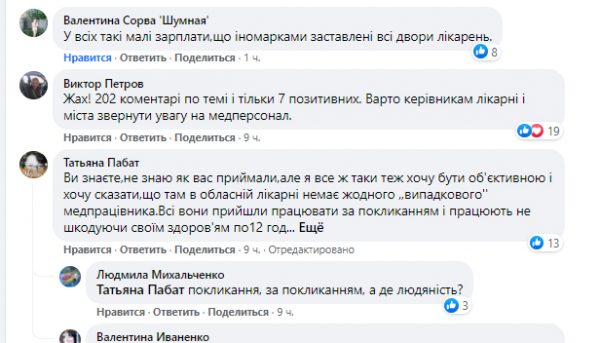 Валентина Сорва 'Шумная'
У всіх такі малі зарплати,що іномарками заставлені всі двори лікарень.
8
Нравится · Ответить · Поделиться · 1 ч.
Виктор Петров
Жах! 202 коментарі по темі і тільки 7 позитивних. Варто керівникам лікарні і
міста звернути увагу на медперсонал.
19
Нравится · Ответить · Поделиться · 9 ч.
Татьяна Пабат
Ви знаєте,не знаю як вас приймали,але я все ж таки теж хочу бути об'єктивною і
хочу сказати,що там в обласній лікарні немає жодного ,,випадкового''
медпрацівника.Всі вони прийшли працювати за покликанням і працюють не
шкодуючи своїм здоров'ям по12 год... Ещё
13
Нравится · Ответить · Поделиться · 9 ч. · Отредактировано
Людмила Михальченко
Татьяна Пабат покликання, за покликанням, а де людяність?
3
Нравится · Ответить · Поделиться · 9 ч.
Валентина Иваненко